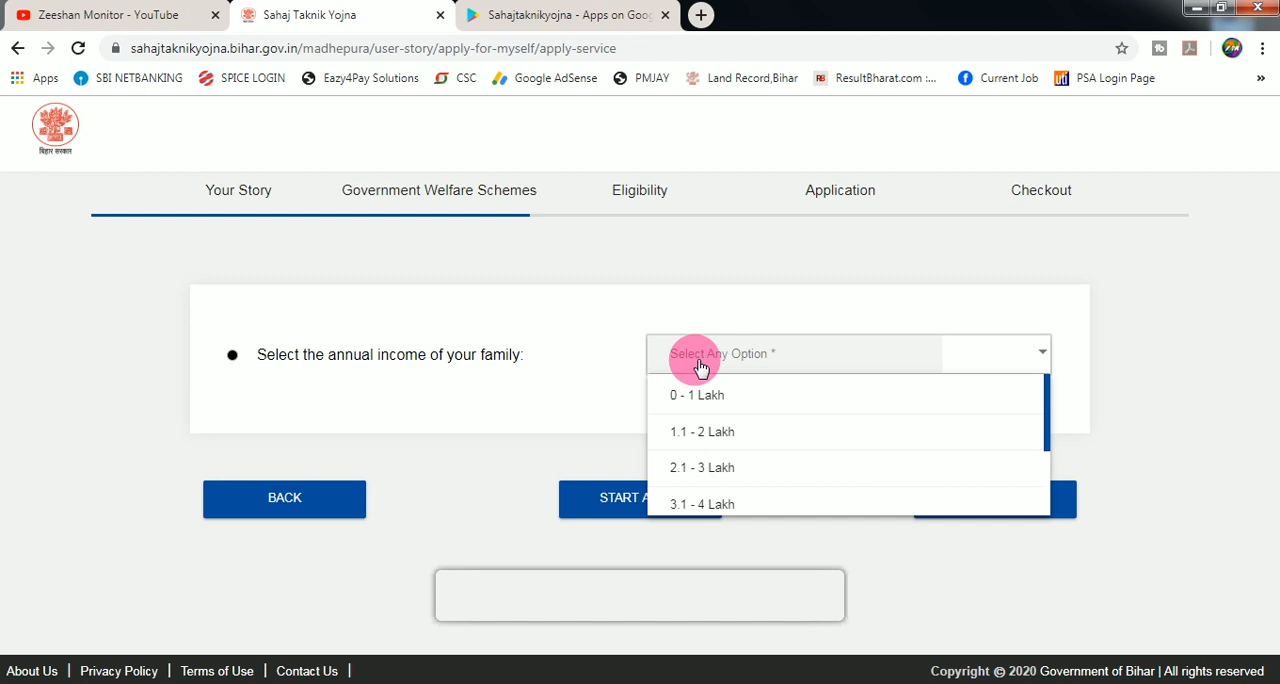 Zeeshan Monitor - YouTube
Sahaj Taknik Yojna
Sahajtaknikyojna - Apps on Goo
sahajtaknikyojna.bihar.gov.in/madhepura/user-story/apply-for-myself/apply-service
Apps
SBI NETBANKING
SPICE LOGIN
Eazy4Pay Solutions
CSC
Google AdSense
PMJAY
Land Record,Bihar
RB
ResultBharat.com :...
Current Job
uti
PSA Login Page
»
बिहार सरकार
Your Story
Government Welfare Schemes
Eligibility
Application
Checkout
Select the annual income of your family:
Select Any Option *
0 - 1 Lakh
1.1 - 2 Lakh
2.1 - 3 Lakh
3.1 - 4 Lakh
BACK
START A
About Us | Privacy Policy | Terms of Use | Contact Us |
Copyright © 2020 Government of Bihar | All rights reserved